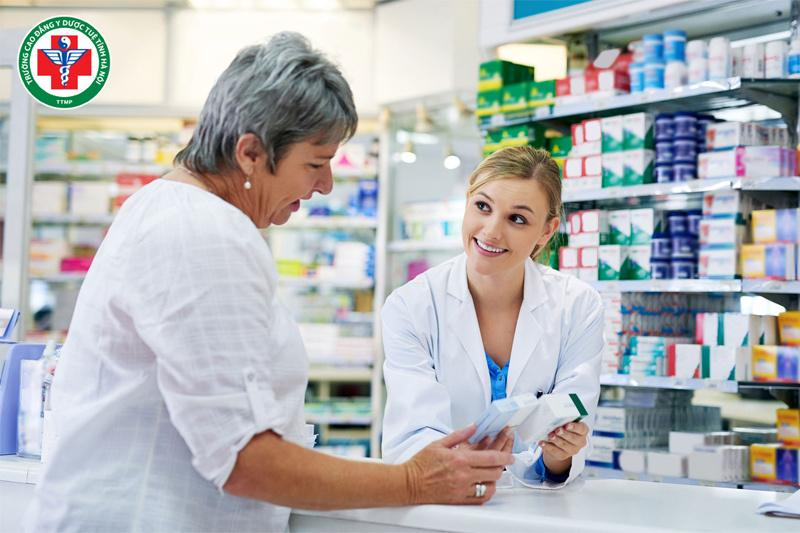 TRƯỜNG CAO ĐẲNG Y DƯỢC TUỆ TĨNH HÀ NỘI
TTMP